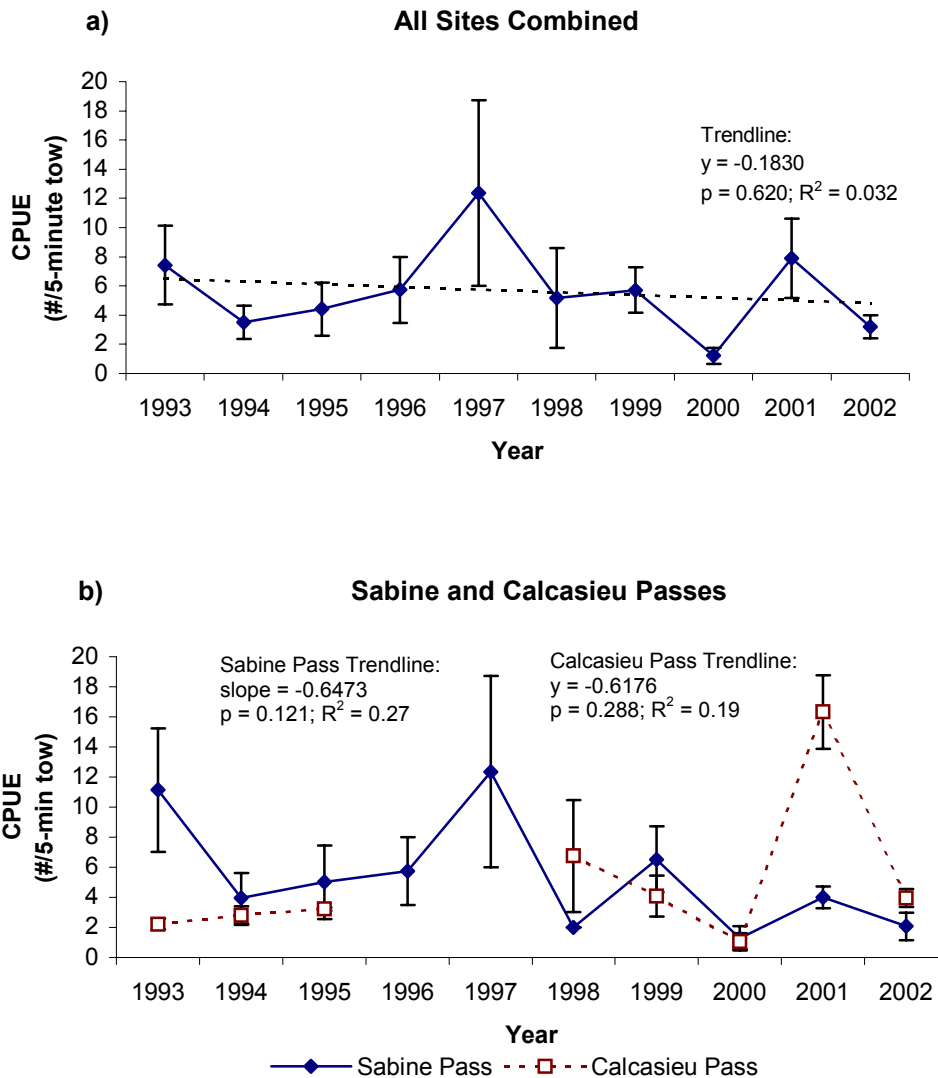 a) All Sites Combined
20
18
16
14
12
10
8
6
4
2
0
CPUE
(#/5-minute tow)
Trendline:
y = -0.1830
p = 0.620; R² = 0.032
1993 1994 1995 1996 1997 1998 1999 2000 2001 2002
Year
b) Sabine and Calcasieu Passes
20
18
16
14
12
10
8
6
4
2
0
CPUE
(#/5-min tow)
Sabine Pass Trendline:
slope = -0.6473
p = 0.121; R² = 0.27
Calcasieu Pass Trendline:
y = -0.6176
p = 0.288; R² = 0.19
1993 1994 1995 1996 1997 1998 1999 2000 2001 2002
Year
Sabine Pass Calcasieu Pass